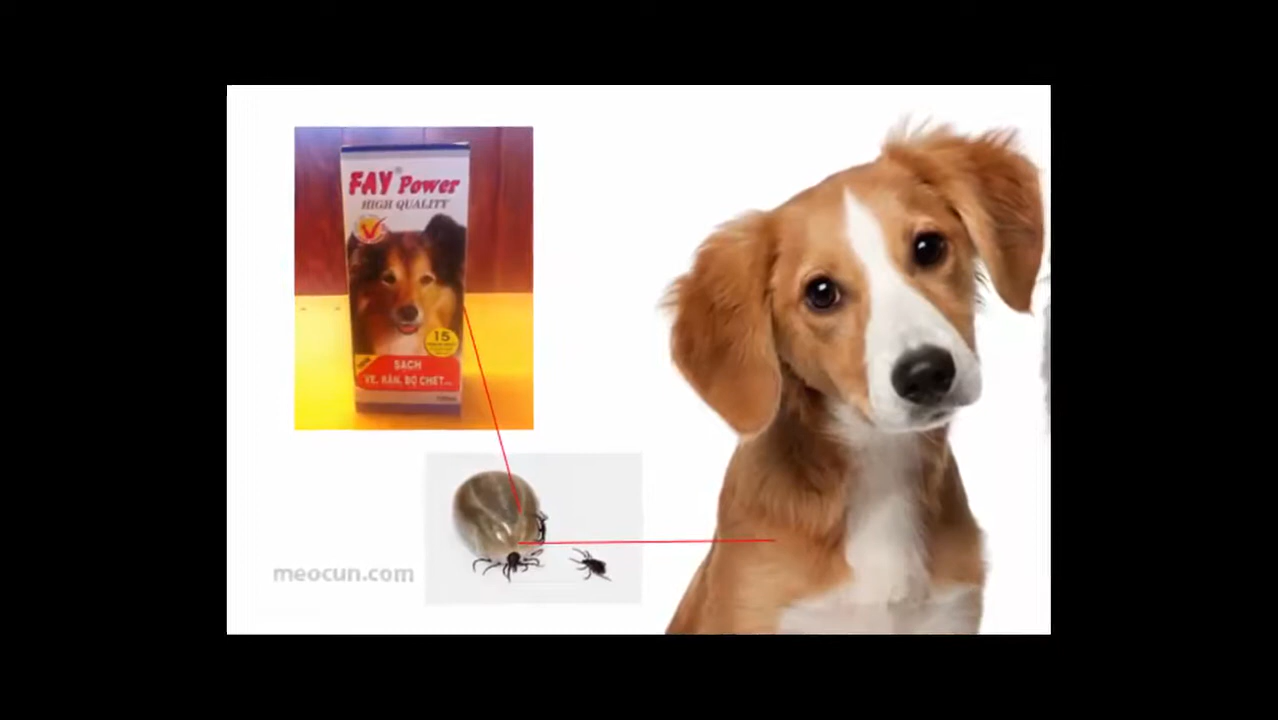 FAY® Power
HIGH QUALITY
15
SẠCH
VE, RẬN, BỌ CHÉT...
meocun.com